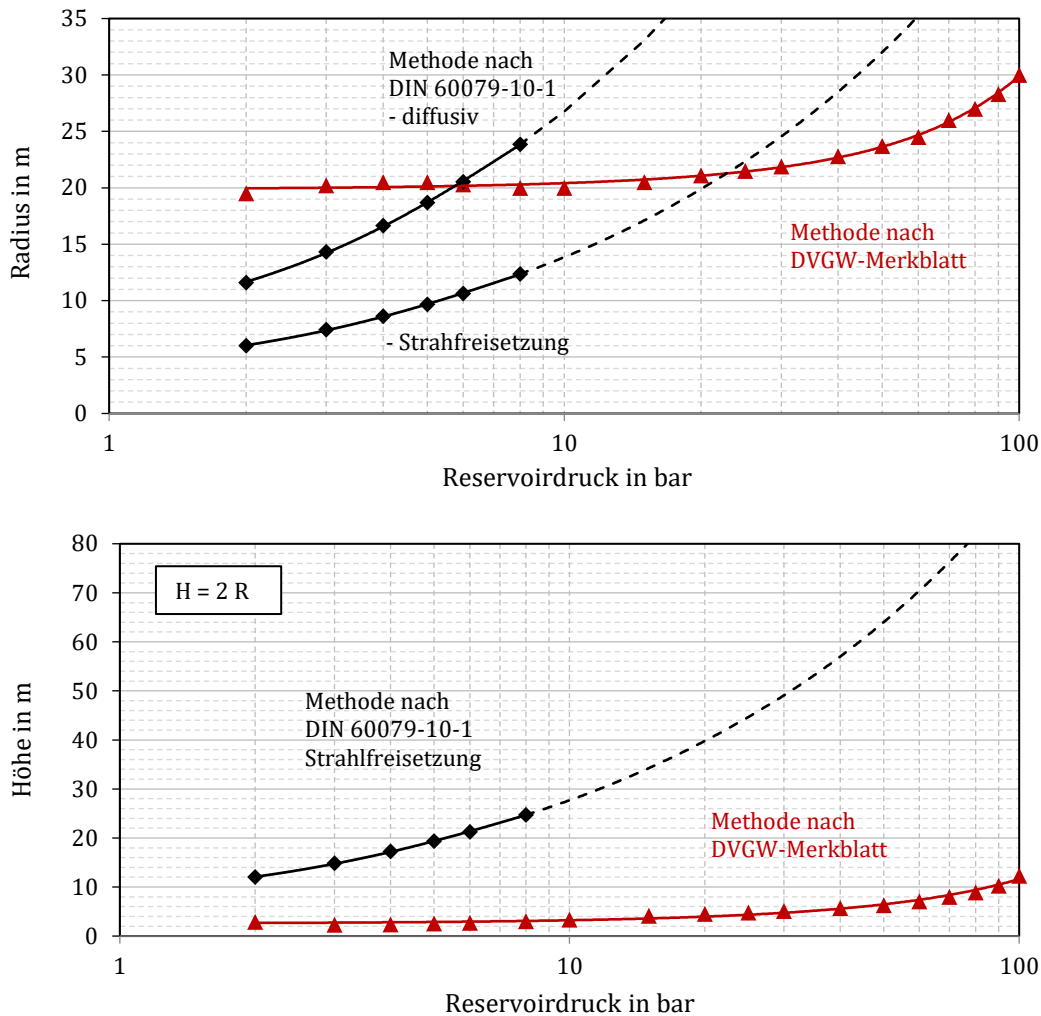 35
30
25
20
15
10
5
0
Radius in m
Methode nach
DIN 60079-10-1
- diffusiv
Methode nach
DVGW-Merkblatt
- Strahfreisetzung
1
10
100
Reservoirdruck in bar
80
70
60
50
40
30
20
10
0
Höhe in m
H = 2 R
Methode nach
DIN 60079-10-1
Strahlfreisetzung
Methode nach
DVGW-Merkblatt
1
10
100
Reservoirdruck in bar